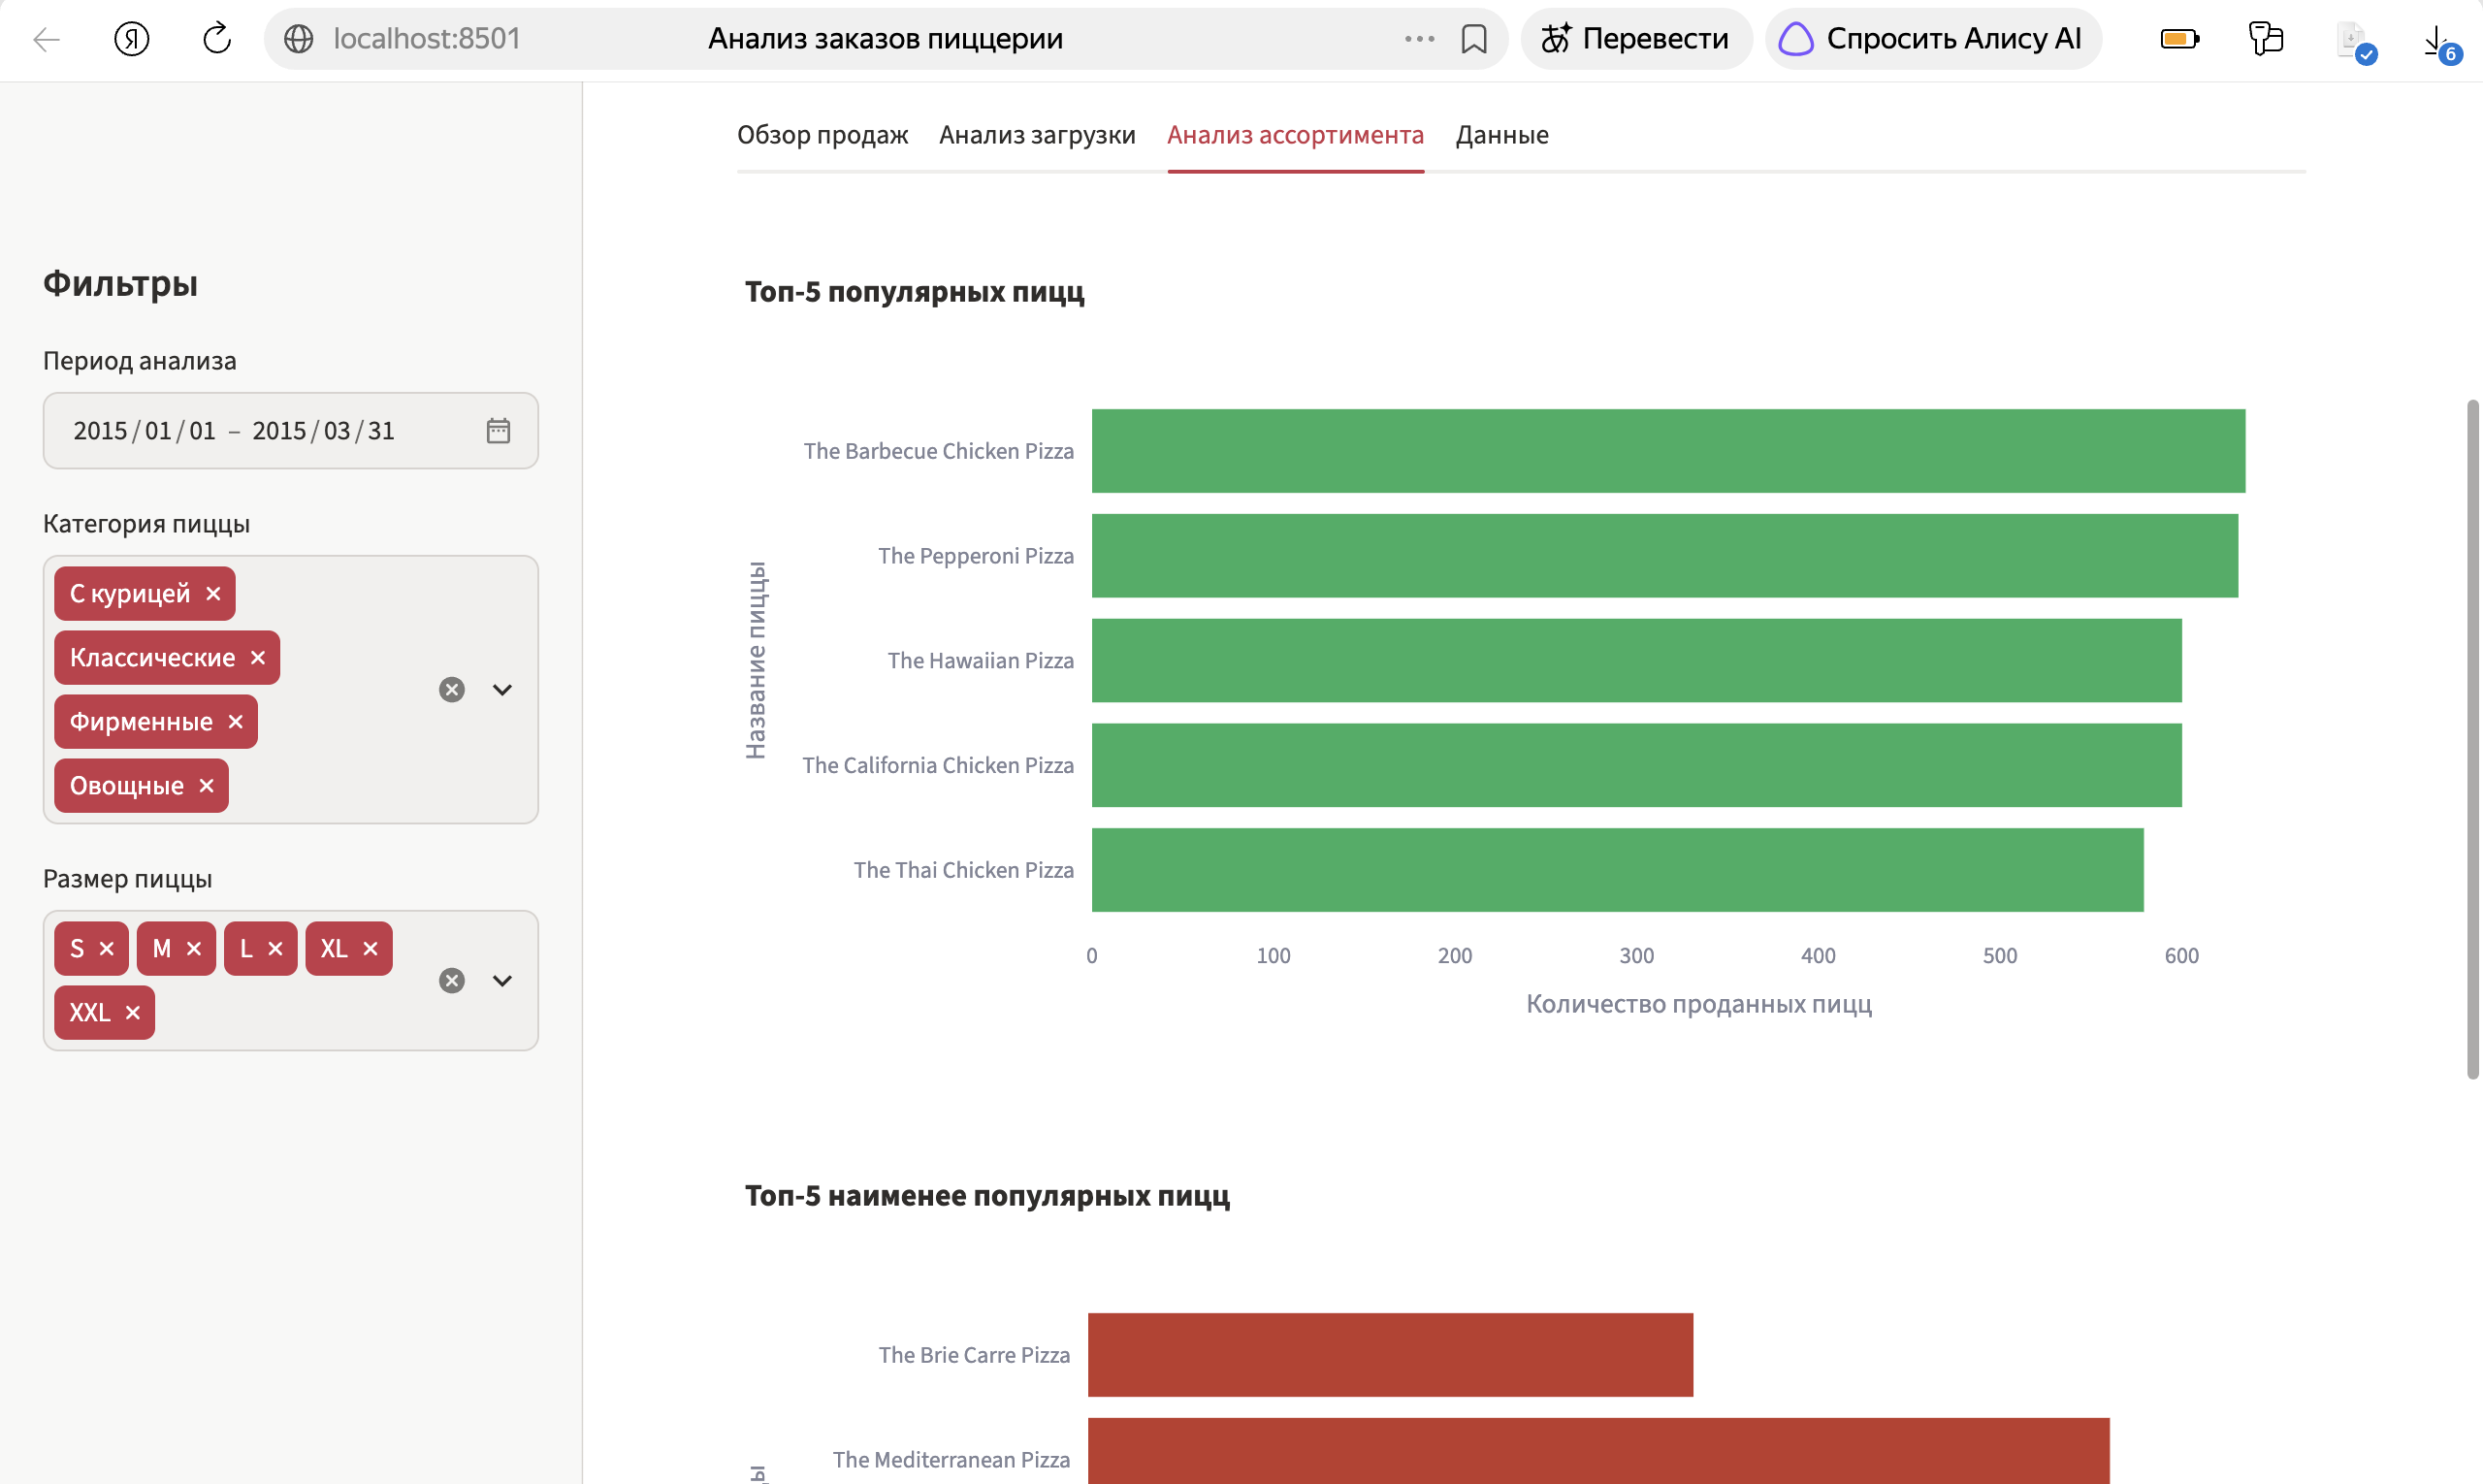 Я localhost:8501 Анализ заказов пиццерии Перевести Спросить Алису AI 6
Обзор продаж Анализ загрузки Анализ ассортимента Данные
Фильтры
Период анализа
2015/01/01 – 2015/03/31
Категория пиццы
С курицей
Классические
Фирменные
Овощные
Размер пиццы
S M L XL
XXL
Топ-5 популярных пицц
Название пиццы
The Barbecue Chicken Pizza
The Pepperoni Pizza
The Hawaiian Pizza
The California Chicken Pizza
The Thai Chicken Pizza
0 100 200 300 400 500 600
Количество проданных пицц
Топ-5 наименее популярных пицц
The Brie Carre Pizza
The Mediterranean Pizza